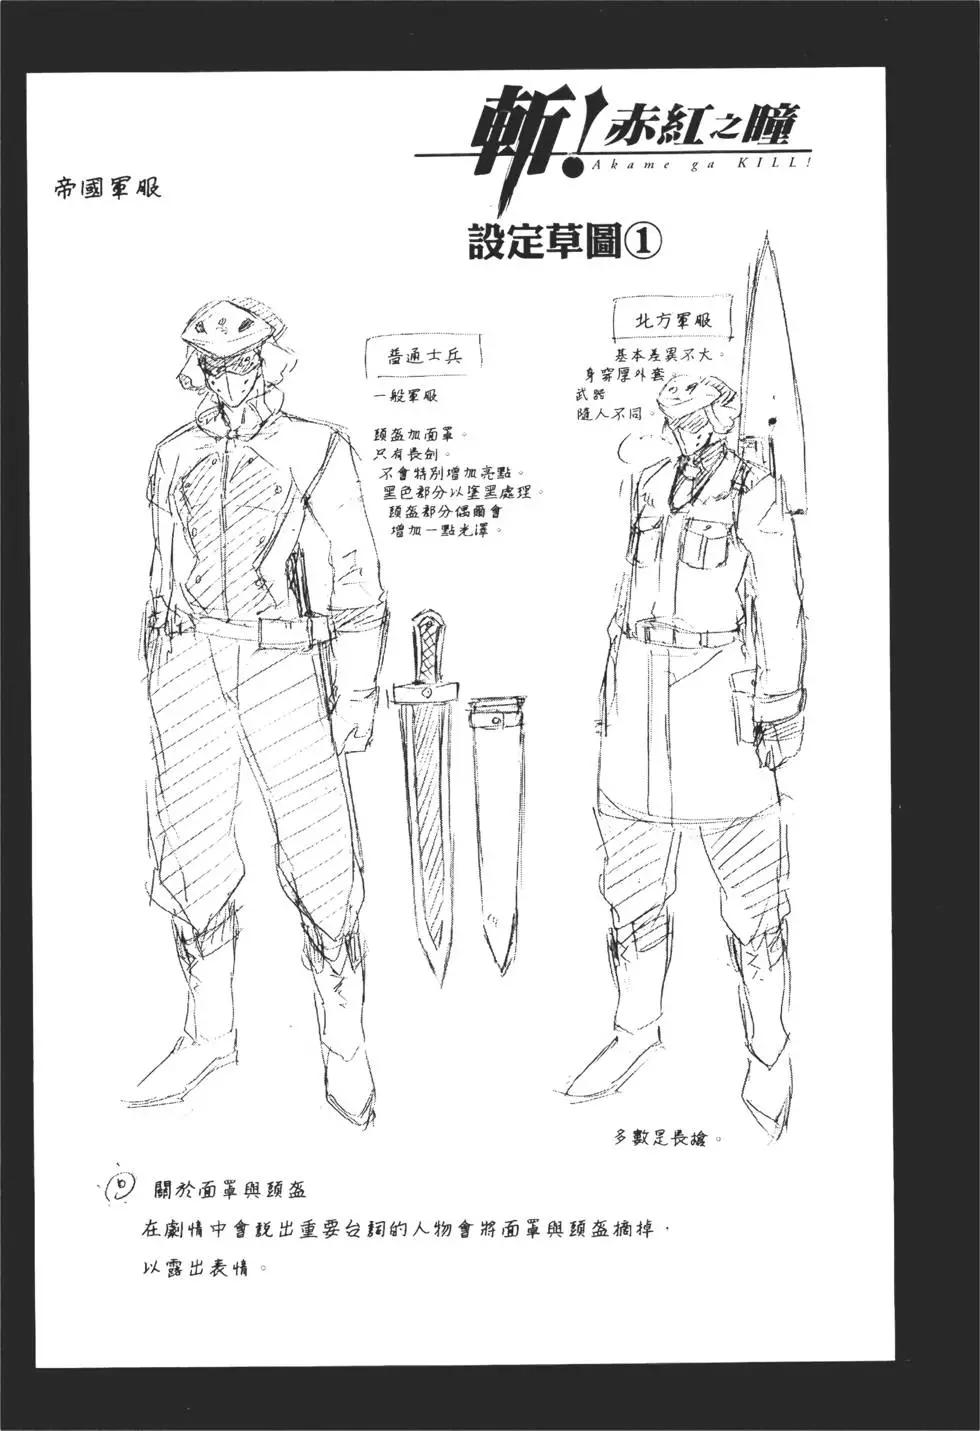 斬!赤紅之瞳
Akame ga KILL!
帝國軍服
設定草圖①
普通士兵
一般軍服
頭盔加面罩。
只有長劍。
不會特別增加亮點。
黑色部分以塗黑處理。
頭盔部分偶爾會
增加一點光澤。
北方軍服
基本差異不大。
身穿厚外套。
武器
隨人不同。
多數是長槍。
關於面罩與頭盔
在劇情中會說出重要台詞的人物會將面罩與頭盔摘掉,
以露出表情。